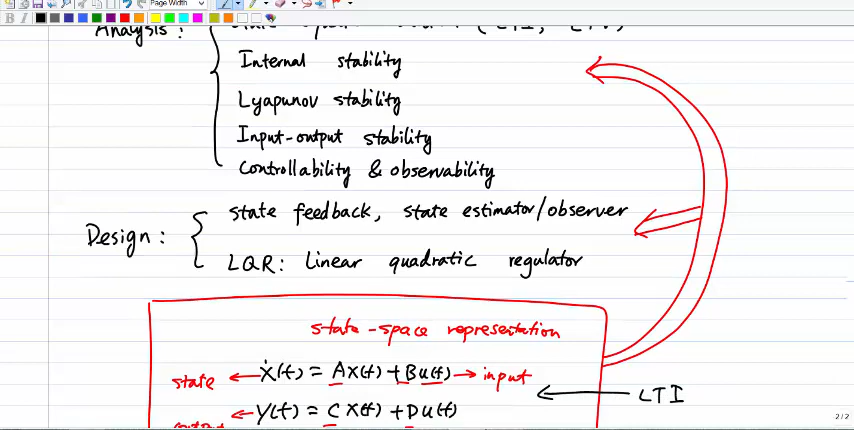 Page Width
Analysis:
Internal stability
Lyapunov stability
Input-output stability
Controllability & observability
state feedback, state estimator/observer
Design:
LQR: Linear quadratic regulator
state-space representation
state ← ẋ(t) = Ax(t) + Bu(t) → input
← LTI
← y(t) = Cx(t) + Du(t)
2/2